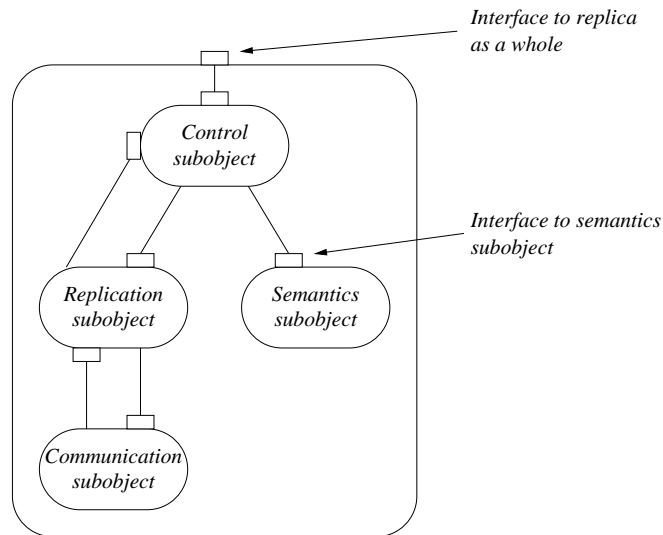 Interface to replica
as a whole
Control
subobject
Interface to semantics
subobject
Replication
subobject
Semantics
subobject
Communication
subobject